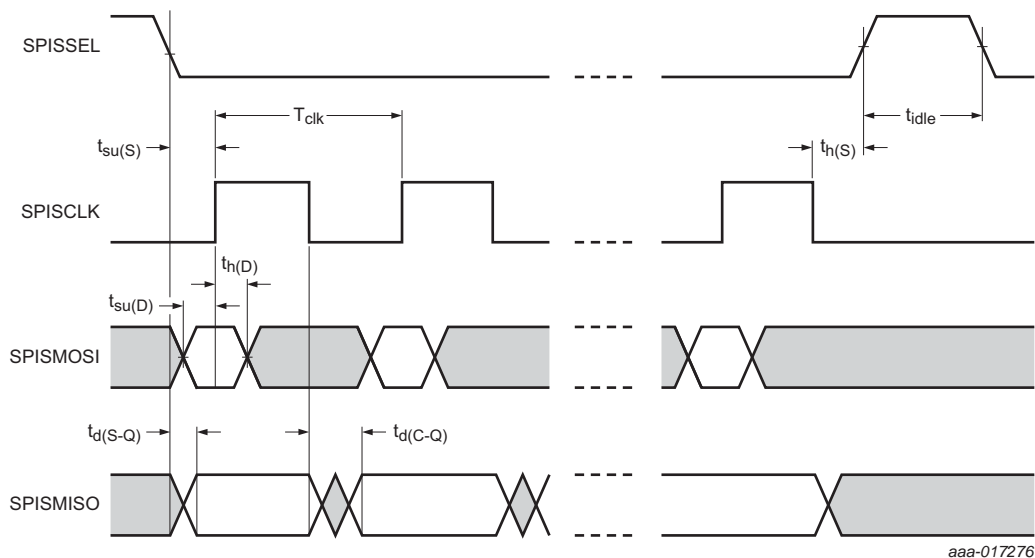 SPISSEL
Tclk
tidle
tsu(S)
th(S)
SPISCLK
th(D)
tsu(D)
SPISMOSI
td(S-Q)
td(C-Q)
SPISMISO
aaa-017276